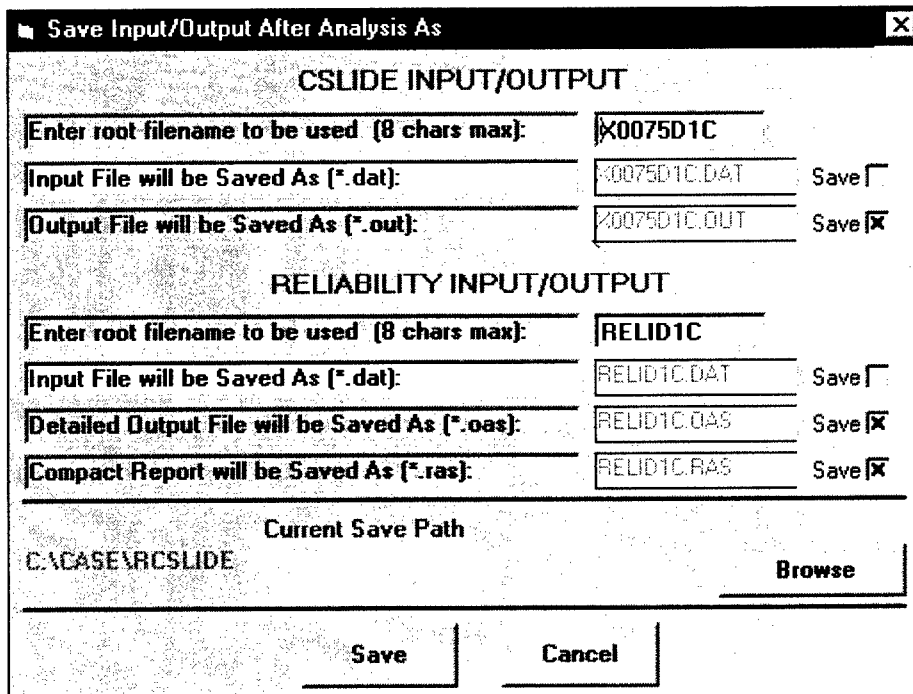 Save Input/Output After Analysis As
CSLIDE INPUT/OUTPUT
Enter root filename to be used (8 chars max): X0075D1C
Input File will be Saved As (*.dat): X0075D1C.DAT Save
Output File will be Saved As (*.out): X0075D1C.OUT Save
RELIABILITY INPUT/OUTPUT
Enter root filename to be used (8 chars max): RELID1C
Input File will be Saved As (*.dat): RELID1C.DAT Save
Detailed Output File will be Saved As (*.oas): RELID1C.OAS Save
Compact Report will be Saved As (*.ras): RELID1C.RAS Save
Current Save Path
C:\CASE\RCSLIDE
Browse
Save Cancel